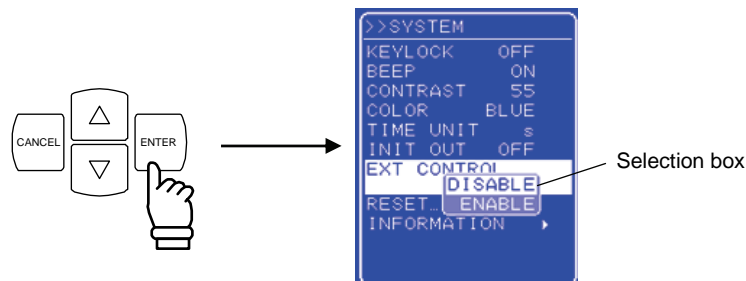 CANCEL
ENTER
>>SYSTEM
KEYLOCK OFF
BEEP ON
CONTRAST 55
COLOR BLUE
TIME UNIT s
INIT OUT OFF
EXT CONTROL
DISABLE
RESET… ENABLE
INFORMATION
Selection box